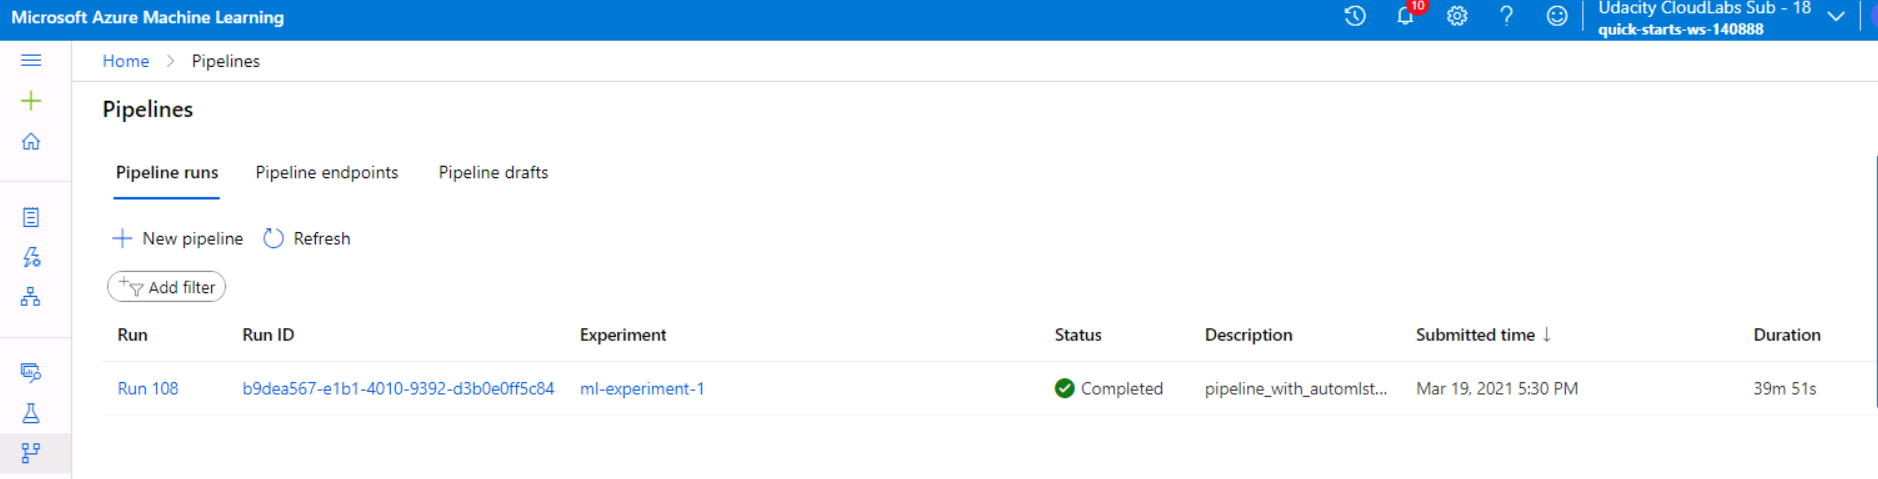 Microsoft Azure Machine Learning
10
?
Udacity CloudLabs Sub - 18
quick-starts-ws-140888
Home > Pipelines
Pipelines
Pipeline runs Pipeline endpoints Pipeline drafts
New pipeline Refresh
Add filter
Run Run ID Experiment Status Description Submitted time ↓ Duration
Run 108 b9dea567-e1b1-4010-9392-d3b0e0ff5c84 ml-experiment-1 Completed pipeline_with_automlst... Mar 19, 2021 5:30 PM 39m 51s